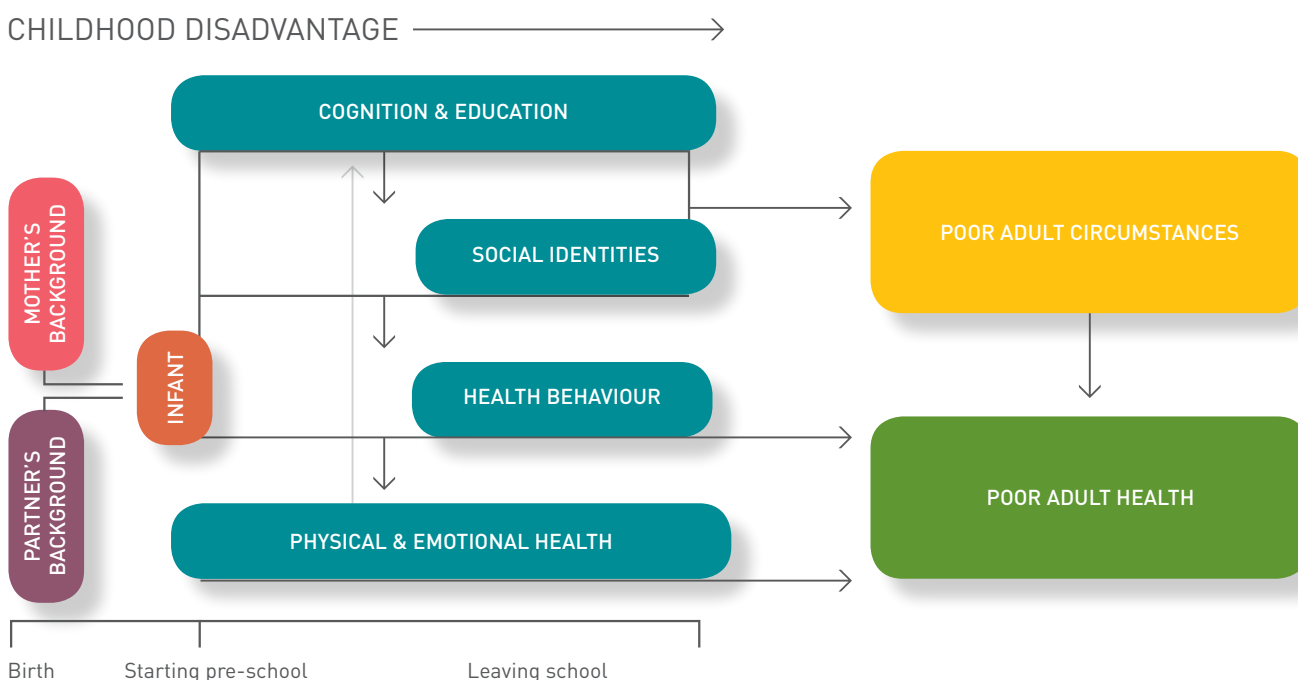 CHILDHOOD DISADVANTAGE
COGNITION & EDUCATION
MOTHER'S
BACKGROUND
SOCIAL IDENTITIES
POOR ADULT CIRCUMSTANCES
INFANT
HEALTH BEHAVIOUR
PARTNER'S
BACKGROUND
POOR ADULT HEALTH
PHYSICAL & EMOTIONAL HEALTH
Birth
Starting pre-school
Leaving school